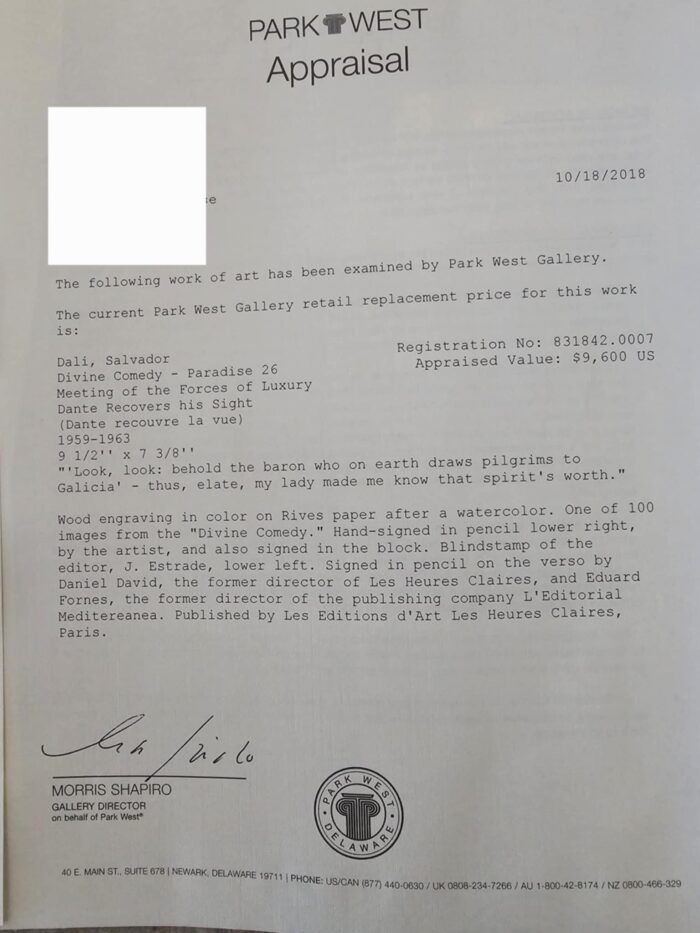 PARK WEST
Appraisal
10/18/2018
The following work of art has been examined by Park West Gallery.
The current Park West Gallery retail replacement price for this work
is:
Registration No: 831842.0007
Appraised Value: $9,600 US
Dali, Salvador
Divine Comedy - Paradise 26
Meeting of the Forces of Luxury
Dante Recovers his Sight
(Dante recouvre la vue)
1959-1963
9 1/2'' x 7 3/8''
"'Look, look: behold the baron who on earth draws pilgrims to
Galicia' - thus, elate, my lady made me know that spirit's worth."
Wood engraving in color on Rives paper after a watercolor. One of 100
images from the "Divine Comedy." Hand-signed in pencil lower right,
by the artist, and also signed in the block. Blindstamp of the
editor, J. Estrade, lower left. Signed in pencil on the verso by
Daniel David, the former director of Les Heures Claires, and Eduard
Fornes, the former director of the publishing company L'Editorial
Meditereanea. Published by Les Editions d'Art Les Heures Claires,
Paris.
MORRIS SHAPIRO
GALLERY DIRECTOR
on behalf of Park West®
PARK WEST
DELAWARE
40 E. MAIN ST., SUITE 678 | NEWARK, DELAWARE 19711 | PHONE: US/CAN (877) 440-0630 / UK 0808-234-7266 / AU 1-800-42-8174 / NZ 0800-466-329